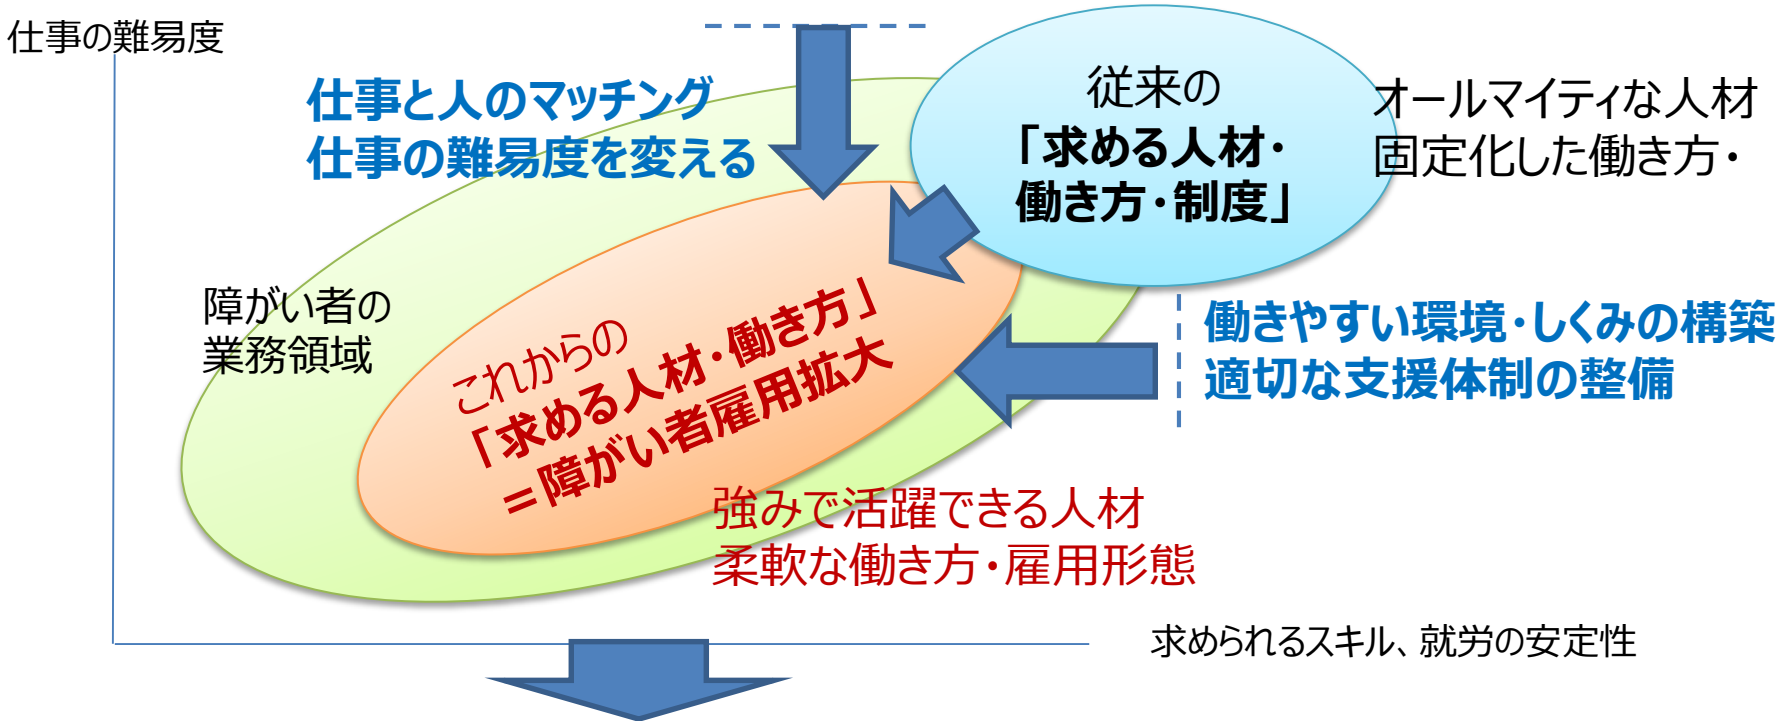 仕事の難易度
仕事と人のマッチング
仕事の難易度を変える
従来の
「求める人材・
働き方・制度」
オールマイティな人材
固定化した働き方・
障がい者の
業務領域
これからの
「求める人材・働き方」
＝障がい者雇用拡大
働きやすい環境・しくみの構築
適切な支援体制の整備
強みで活躍できる人材
柔軟な働き方・雇用形態
求められるスキル、就労の安定性